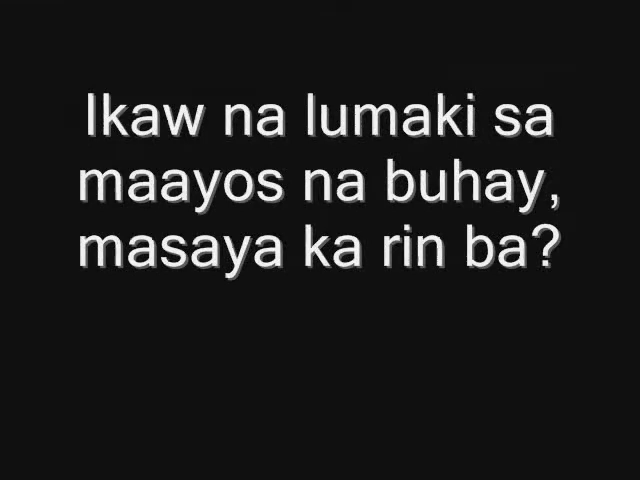 Ikaw na lumaki sa
maayos na buhay,
masaya ka rin ba?